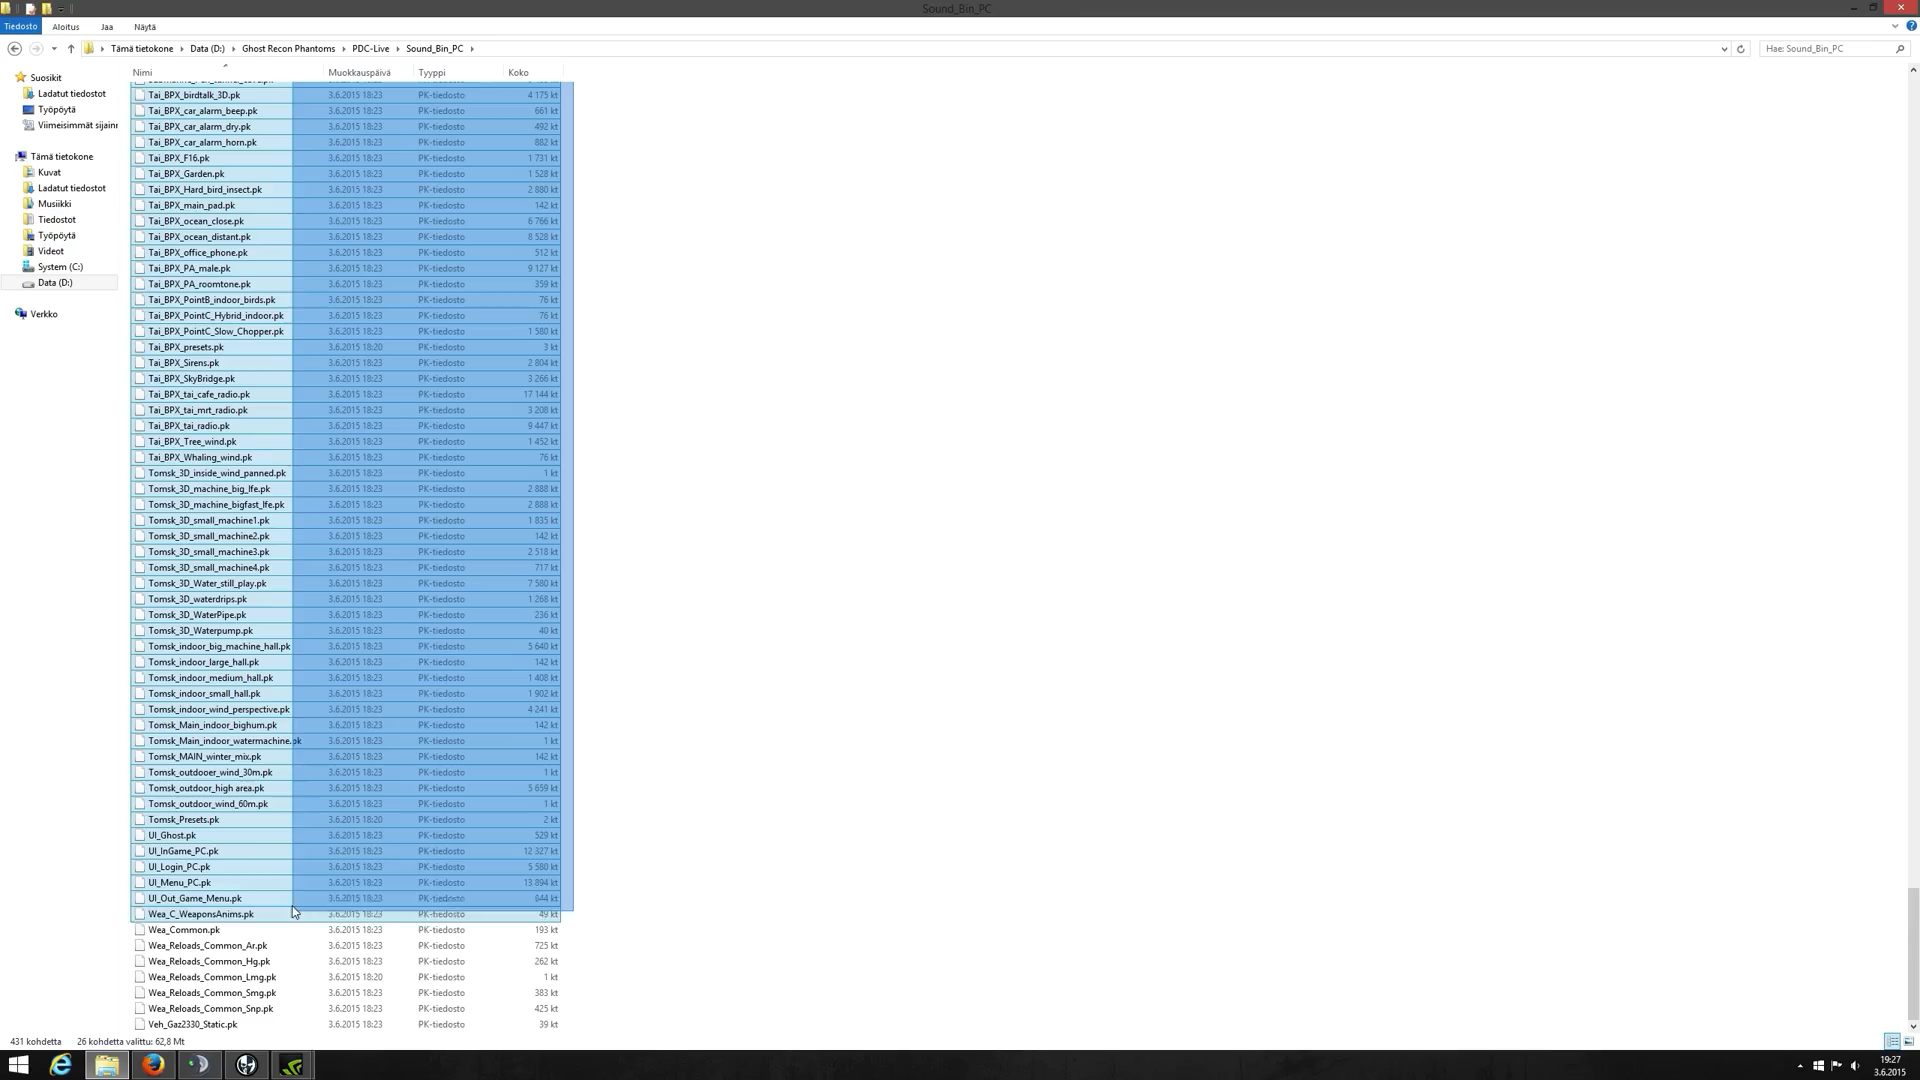 Sound_Bin_PC
Tiedosto Aloitus Jaa Näytä
Tämä tietokone Data (D:) Ghost Recon Phantoms PDC-Live Sound_Bin_PC Hae: Sound_Bin_PC
Nimi Muokkauspäivä Tyyppi Koko
Suosikit
Ladatut tiedostot
Työpöytä
Viimeisimmät sijainn
Tämä tietokone
Kuvat
Ladatut tiedostot
Musiikki
Tiedostot
Työpöytä
Videot
System (C:)
Data (D:)
Verkko
Tai_BPX_birdtalk_3D.pk 3.6.2015 18:23 PK-tiedosto 4 175 kt
Tai_BPX_car_alarm_beep.pk 3.6.2015 18:23 PK-tiedosto 661 kt
Tai_BPX_car_alarm_dry.pk 3.6.2015 18:23 PK-tiedosto 492 kt
Tai_BPX_car_alarm_horn.pk 3.6.2015 18:23 PK-tiedosto 882 kt
Tai_BPX_F16.pk 3.6.2015 18:23 PK-tiedosto 1 731 kt
Tai_BPX_Garden.pk 3.6.2015 18:23 PK-tiedosto 1 528 kt
Tai_BPX_Hard_bird_insect.pk 3.6.2015 18:23 PK-tiedosto 2 880 kt
Tai_BPX_main_pad.pk 3.6.2015 18:23 PK-tiedosto 142 kt
Tai_BPX_ocean_close.pk 3.6.2015 18:23 PK-tiedosto 6 766 kt
Tai_BPX_ocean_distant.pk 3.6.2015 18:23 PK-tiedosto 8 528 kt
Tai_BPX_office_phone.pk 3.6.2015 18:23 PK-tiedosto 512 kt
Tai_BPX_PA_male.pk 3.6.2015 18:23 PK-tiedosto 9 127 kt
Tai_BPX_PA_roomtone.pk 3.6.2015 18:23 PK-tiedosto 359 kt
Tai_BPX_PointB_indoor_birds.pk 3.6.2015 18:23 PK-tiedosto 76 kt
Tai_BPX_PointC_Hybrid_indoor.pk 3.6.2015 18:23 PK-tiedosto 76 kt
Tai_BPX_PointC_Slow_Chopper.pk 3.6.2015 18:23 PK-tiedosto 1 580 kt
Tai_BPX_presets.pk 3.6.2015 18:20 PK-tiedosto 3 kt
Tai_BPX_Sirens.pk 3.6.2015 18:23 PK-tiedosto 2 804 kt
Tai_BPX_SkyBridge.pk 3.6.2015 18:23 PK-tiedosto 3 266 kt
Tai_BPX_tai_cafe_radio.pk 3.6.2015 18:23 PK-tiedosto 17 144 kt
Tai_BPX_tai_mrt_radio.pk 3.6.2015 18:23 PK-tiedosto 3 208 kt
Tai_BPX_tai_radio.pk 3.6.2015 18:23 PK-tiedosto 9 447 kt
Tai_BPX_Tree_wind.pk 3.6.2015 18:23 PK-tiedosto 1 452 kt
Tai_BPX_Whaling_wind.pk 3.6.2015 18:23 PK-tiedosto 76 kt
Tomsk_3D_inside_wind_panned.pk 3.6.2015 18:23 PK-tiedosto 1 kt
Tomsk_3D_machine_big_lfe.pk 3.6.2015 18:23 PK-tiedosto 2 888 kt
Tomsk_3D_machine_bigfast_lfe.pk 3.6.2015 18:23 PK-tiedosto 2 888 kt
Tomsk_3D_small_machine1.pk 3.6.2015 18:23 PK-tiedosto 1 835 kt
Tomsk_3D_small_machine2.pk 3.6.2015 18:23 PK-tiedosto 142 kt
Tomsk_3D_small_machine3.pk 3.6.2015 18:23 PK-tiedosto 2 518 kt
Tomsk_3D_small_machine4.pk 3.6.2015 18:23 PK-tiedosto 717 kt
Tomsk_3D_Water_still_play.pk 3.6.2015 18:23 PK-tiedosto 7 580 kt
Tomsk_3D_waterdrips.pk 3.6.2015 18:23 PK-tiedosto 1 268 kt
Tomsk_3D_WaterPipe.pk 3.6.2015 18:23 PK-tiedosto 236 kt
Tomsk_3D_Waterpump.pk 3.6.2015 18:23 PK-tiedosto 40 kt
Tomsk_indoor_big_machine_hall.pk 3.6.2015 18:23 PK-tiedosto 5 640 kt
Tomsk_indoor_large_hall.pk 3.6.2015 18:23 PK-tiedosto 142 kt
Tomsk_indoor_medium_hall.pk 3.6.2015 18:23 PK-tiedosto 1 408 kt
Tomsk_indoor_small_hall.pk 3.6.2015 18:23 PK-tiedosto 1 902 kt
Tomsk_indoor_wind_perspective.pk 3.6.2015 18:23 PK-tiedosto 4 241 kt
Tomsk_Main_indoor_bighum.pk 3.6.2015 18:23 PK-tiedosto 142 kt
Tomsk_Main_indoor_watermachine.pk 3.6.2015 18:23 PK-tiedosto 1 kt
Tomsk_MAIN_winter_mix.pk 3.6.2015 18:23 PK-tiedosto 142 kt
Tomsk_outdooer_wind_30m.pk 3.6.2015 18:23 PK-tiedosto 1 kt
Tomsk_outdoor_high area.pk 3.6.2015 18:23 PK-tiedosto 5 659 kt
Tomsk_outdoor_wind_60m.pk 3.6.2015 18:23 PK-tiedosto 1 kt
Tomsk_Presets.pk 3.6.2015 18:20 PK-tiedosto 2 kt
UI_Ghost.pk 3.6.2015 18:23 PK-tiedosto 529 kt
UI_InGame_PC.pk 3.6.2015 18:23 PK-tiedosto 12 327 kt
UI_Login_PC.pk 3.6.2015 18:23 PK-tiedosto 5 580 kt
UI_Menu_PC.pk 3.6.2015 18:23 PK-tiedosto 13 894 kt
UI_Out_Game_Menu.pk 3.6.2015 18:23 PK-tiedosto 844 kt
Wea_C_WeaponsAnims.pk 3.6.2015 18:23 PK-tiedosto 49 kt
Wea_Common.pk 3.6.2015 18:23 PK-tiedosto 193 kt
Wea_Reloads_Common_Ar.pk 3.6.2015 18:23 PK-tiedosto 725 kt
Wea_Reloads_Common_Hg.pk 3.6.2015 18:23 PK-tiedosto 262 kt
Wea_Reloads_Common_Lmg.pk 3.6.2015 18:20 PK-tiedosto 1 kt
Wea_Reloads_Common_Smg.pk 3.6.2015 18:23 PK-tiedosto 383 kt
Wea_Reloads_Common_Snp.pk 3.6.2015 18:23 PK-tiedosto 425 kt
Veh_Gaz2330_Static.pk 3.6.2015 18:23 PK-tiedosto 39 kt
431 kohdetta 26 kohdetta valittu: 62,8 Mt
19:27
3.6.2015